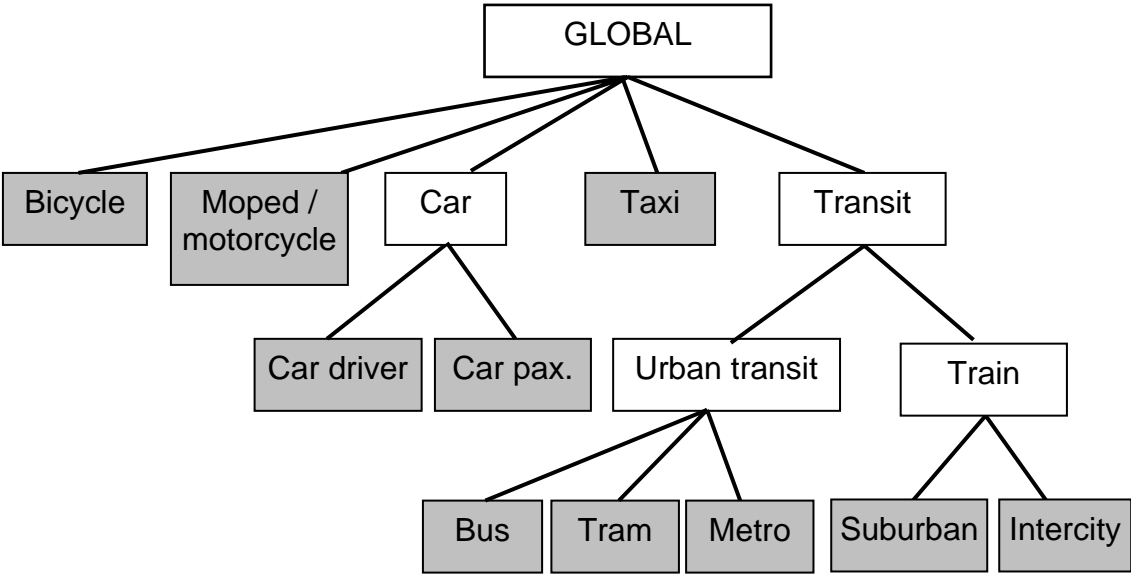 GLOBAL
Bicycle
Moped /
motorcycle
Car
Taxi
Transit
Car driver
Car pax.
Urban transit
Train
Bus
Tram
Metro
Suburban
Intercity